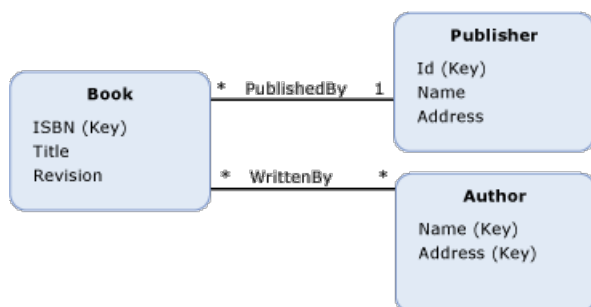 Publisher
Id (Key)
Name
Address
Book
ISBN (Key)
Title
Revision
* PublishedBy 1
* WrittenBy *
Author
Name (Key)
Address (Key)